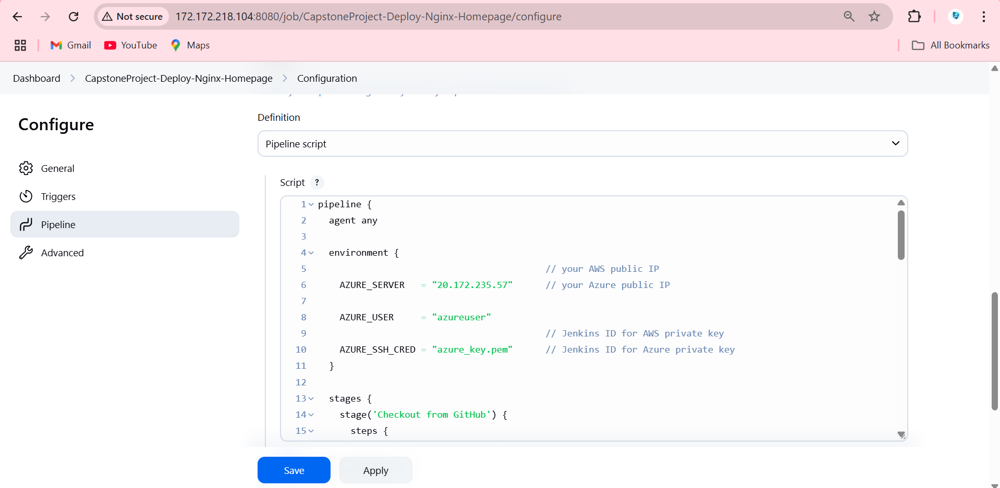 Not secure 172.172.218.104:8080/job/CapstoneProject-Deploy-Nginx-Homepage/configure
Gmail YouTube Maps All Bookmarks
Dashboard CapstoneProject-Deploy-Nginx-Homepage Configuration
Configure
General
Triggers
Pipeline
Advanced
Definition
Pipeline script
Script ?
1 pipeline {
2 agent any
3
4 environment {
5 // your AWS public IP
6 AZURE_SERVER = "20.172.235.57" // your Azure public IP
7
8 AZURE_USER = "azureuser"
9 // Jenkins ID for AWS private key
10 AZURE_SSH_CRED = "azure_key.pem" // Jenkins ID for Azure private key
11 }
12
13 stages {
14 stage('Checkout from GitHub') {
15 steps {
Save Apply